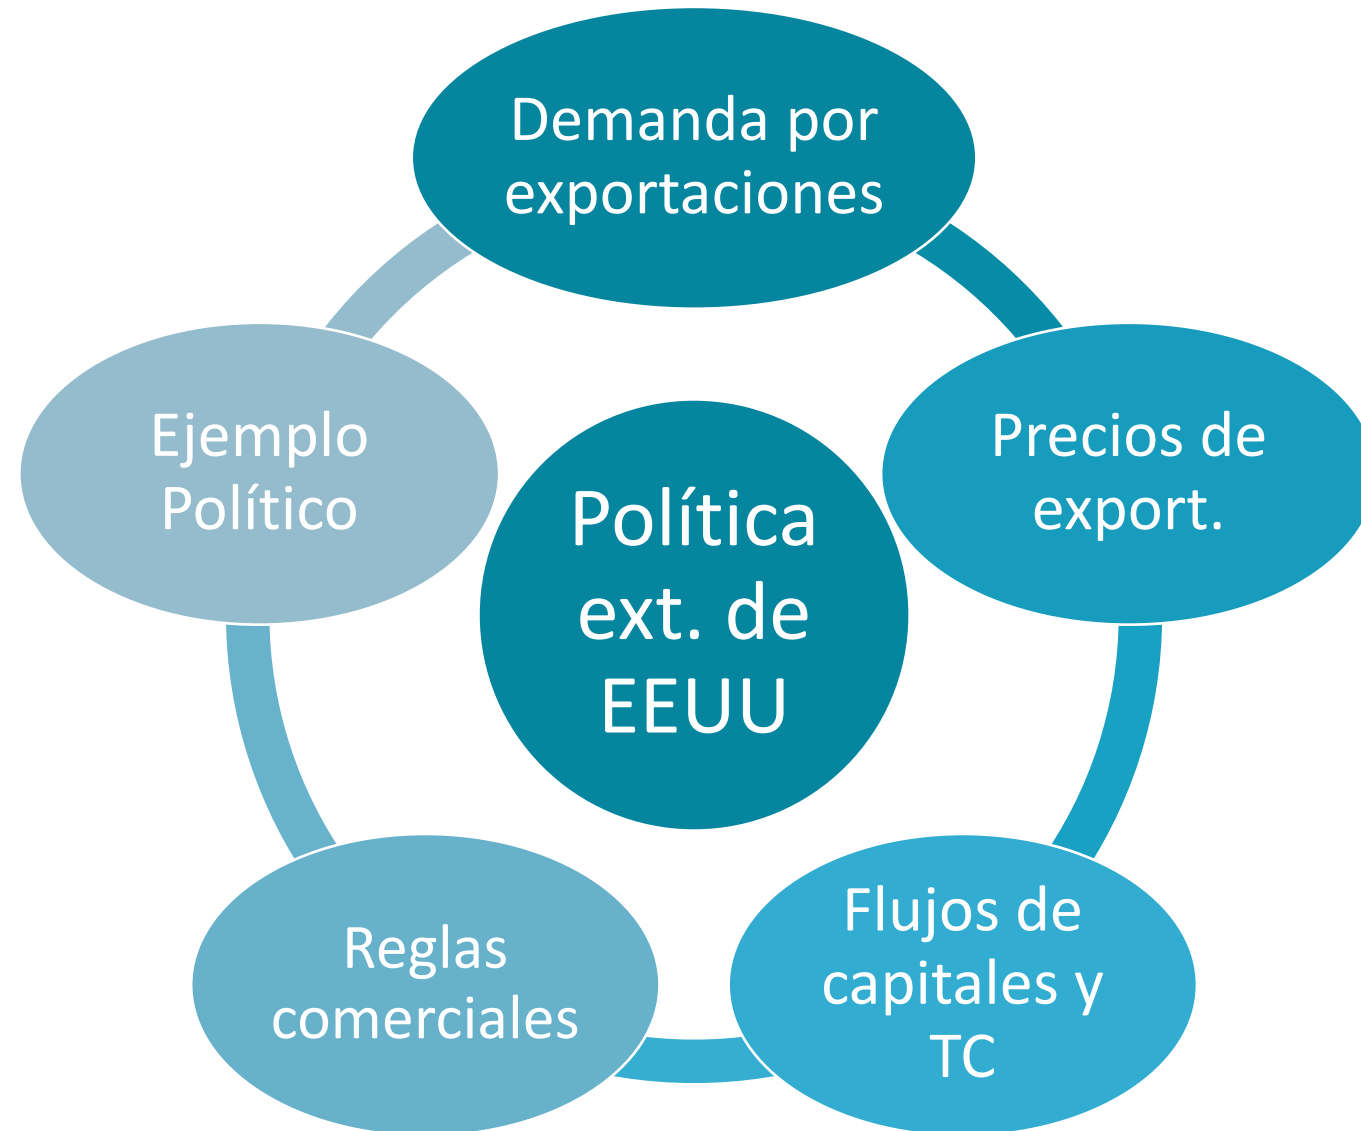 Demanda por
exportaciones
Precios de
export.
Flujos de
capitales y
TC
Reglas
comerciales
Ejemplo
Político
Política
ext. de
EEUU